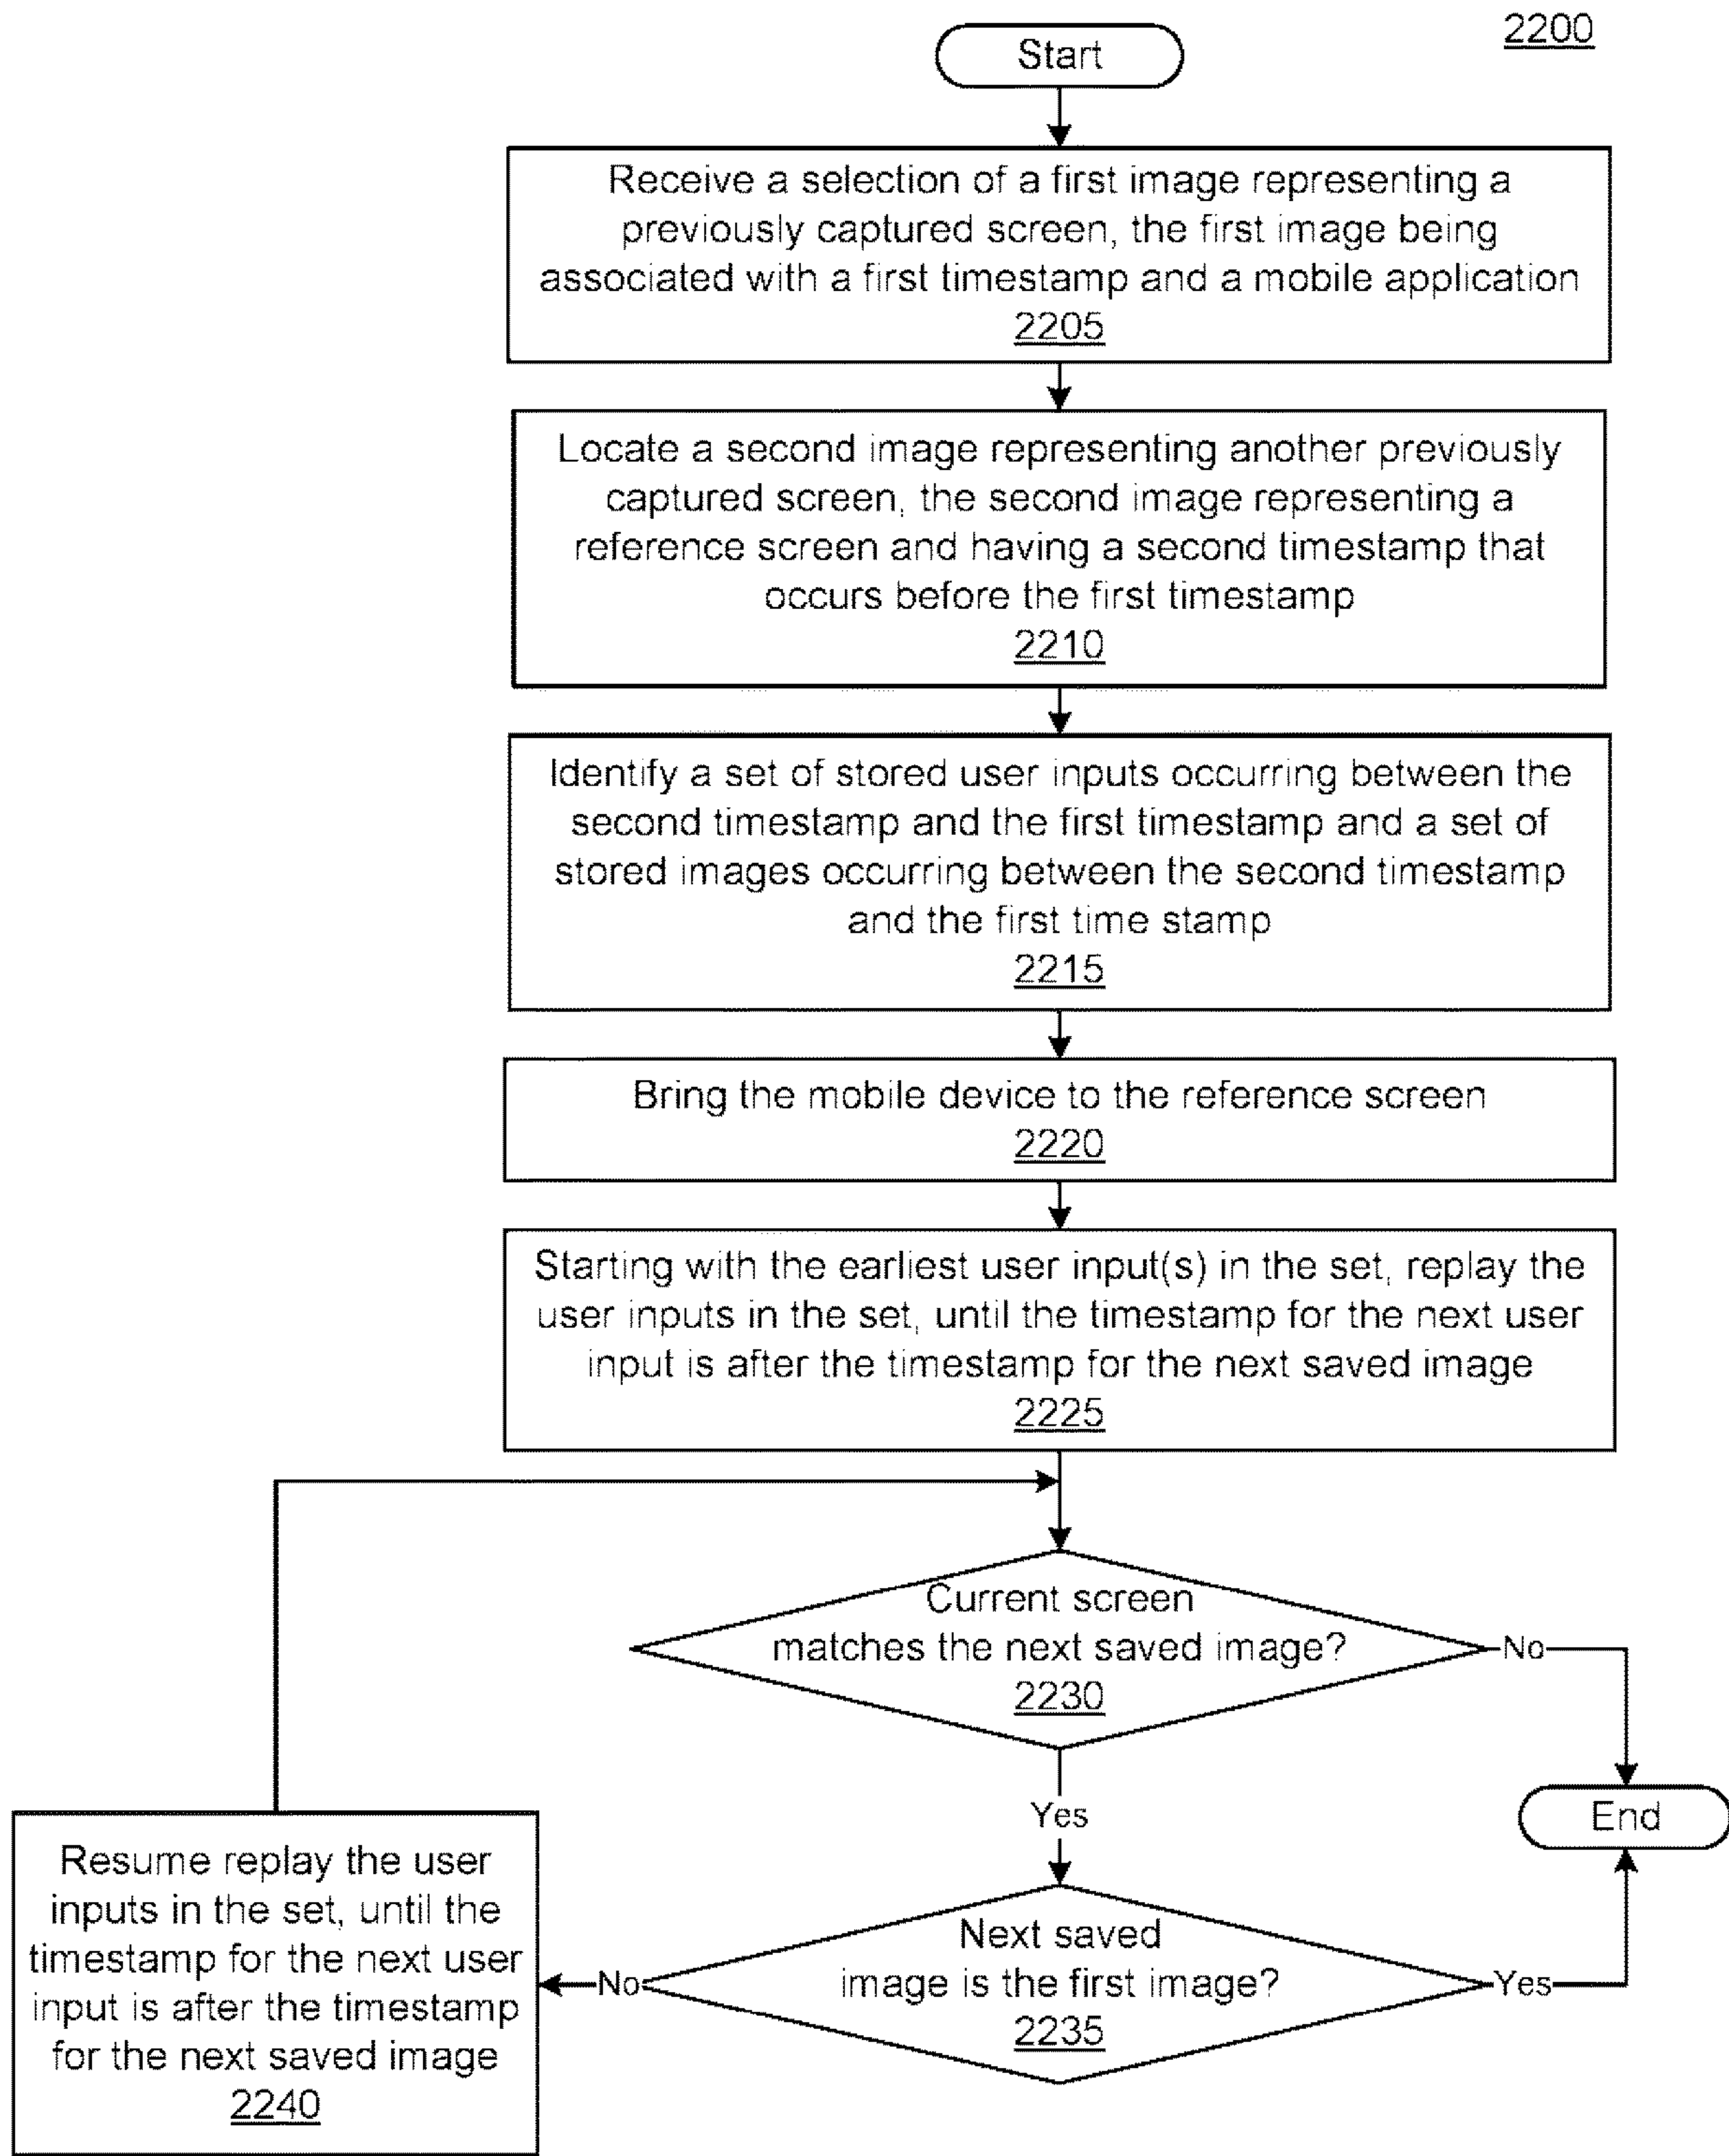 2200
Start
Receive a selection of a first image representing a
previously captured screen, the first image being
associated with a first timestamp and a mobile application
2205
Locate a second image representing another previously
captured screen, the second image representing a
reference screen and having a second timestamp that
occurs before the first timestamp
2210
Identify a set of stored user inputs occurring between the
second timestamp and the first timestamp and a set of
stored images occurring between the second timestamp
and the first time stamp
2215
Bring the mobile device to the reference screen
2220
Starting with the earliest user input(s) in the set, replay the
user inputs in the set, until the timestamp for the next user
input is after the timestamp for the next saved image
2225
Current screen
matches the next saved image?
2230
No
Yes
End
Next saved
image is the first image?
2235
Yes
No
Resume replay the user
inputs in the set, until the
timestamp for the next user
input is after the timestamp
for the next saved image
2240